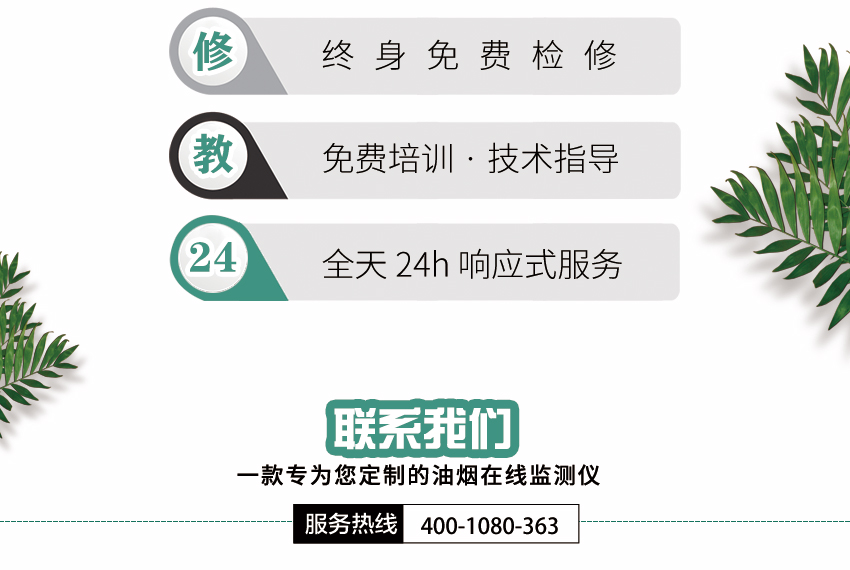 修 终身免费检修
教 免费培训·技术指导
24 全天 24h 响应式服务
联系我们
一款专为您定制的油烟在线监测仪
服务热线 400-1080-363